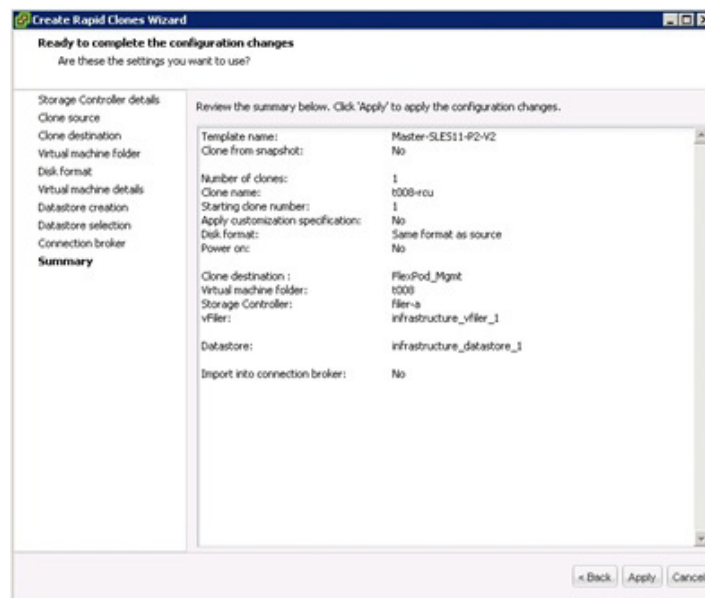 Create Rapid Clones Wizard
Ready to complete the configuration changes
Are these the settings you want to use?
Storage Controller details
Clone source
Clone destination
Virtual machine folder
Disk format
Virtual machine details
Datastore creation
Datastore selection
Connection broker
Summary
Review the summary below. Click 'Apply' to apply the configuration changes.
Template name: Master-SLES11-P2-V2
Clone from snapshot: No
Number of clones: 1
Clone name: t008-rcu
Starting clone number: 1
Apply customization specification: No
Disk format: Same format as source
Power on: No
Clone destination : FlexPod_Mgmt
Virtual machine folder: t008
Storage Controller: filer-a
vFiler: infrastructure_vfiler_1
Datastore: infrastructure_datastore_1
Import into connection broker: No
< Back Apply Cancel